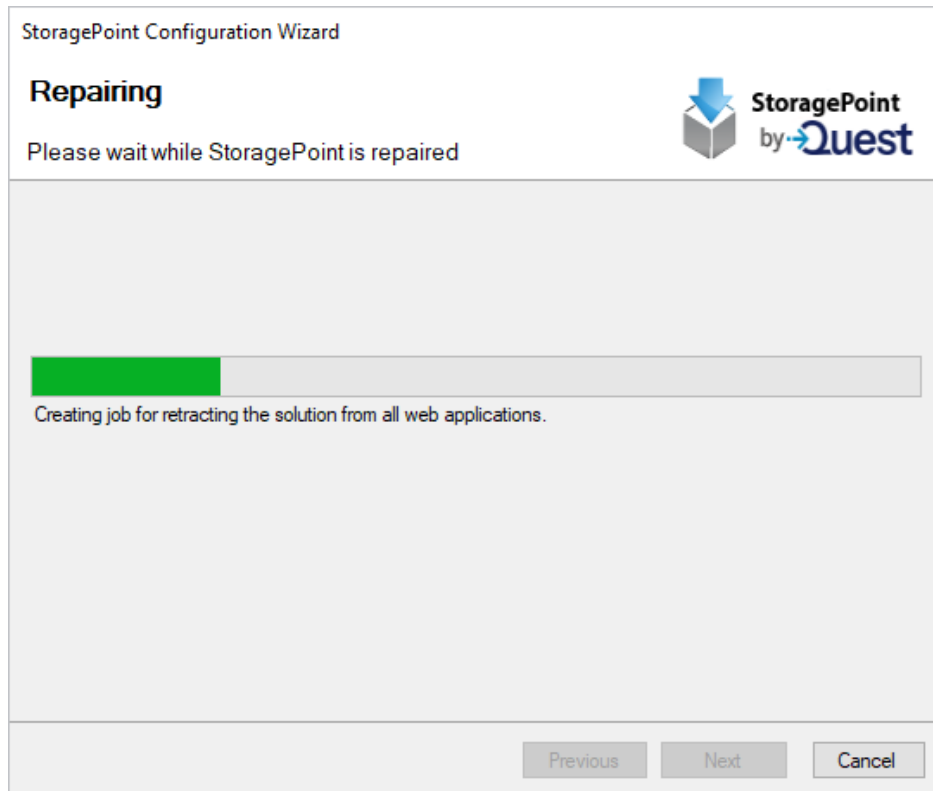 StoragePoint Configuration Wizard
Repairing
Please wait while StoragePoint is repaired
StoragePoint
by Quest
Creating job for retracting the solution from all web applications.
Previous
Next
Cancel